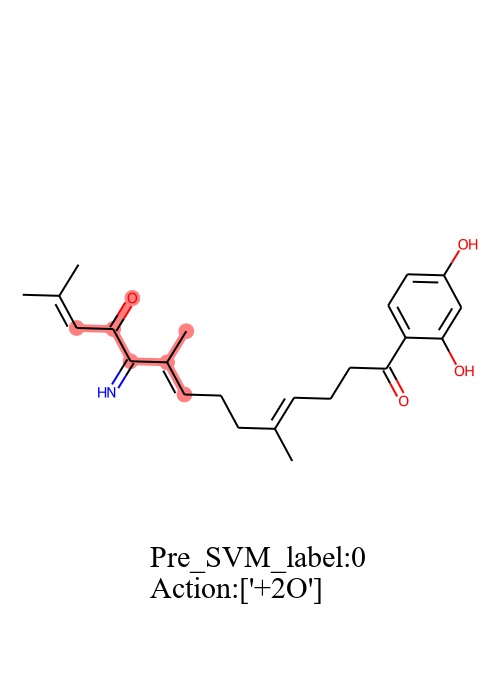 OH
O
HN
OH
O
Pre_SVM_label:0
Action:['+2O']